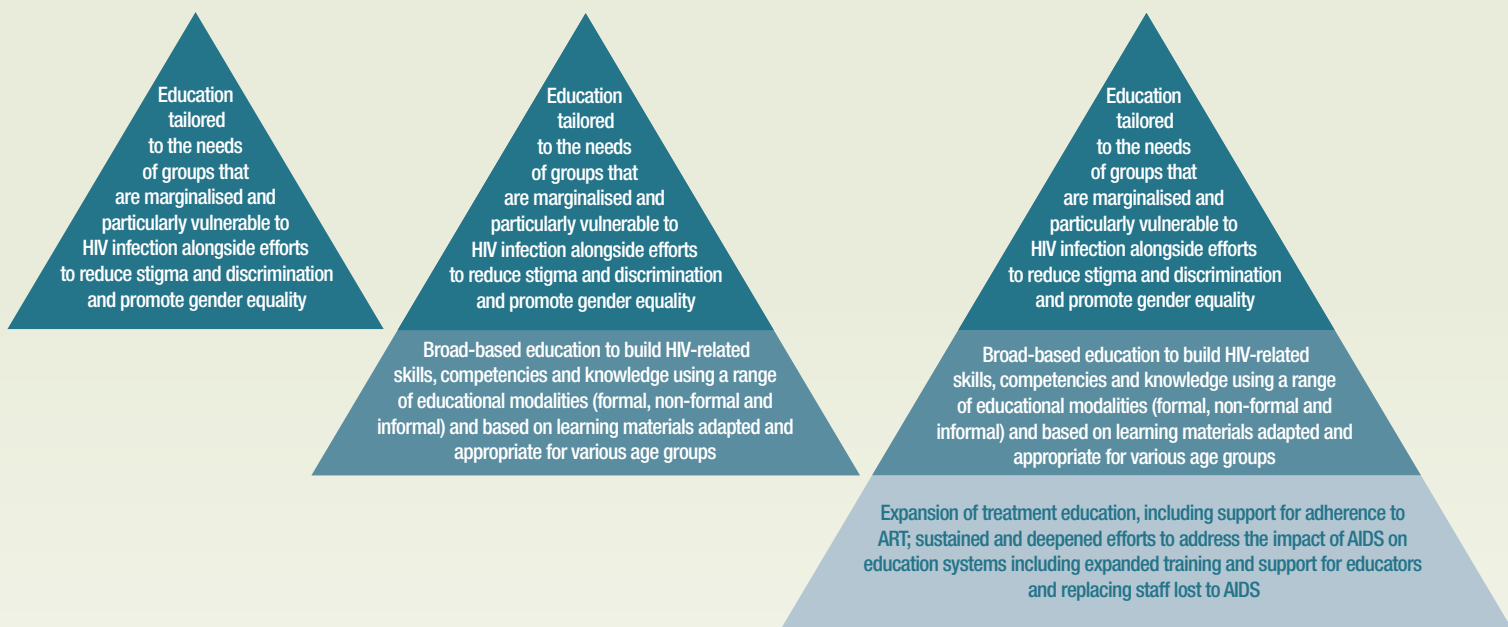 Education
tailored
to the needs
of groups that
are marginalised and
particularly vulnerable to
HIV infection alongside efforts
to reduce stigma and discrimination
and promote gender equality
Education
tailored
to the needs
of groups that
are marginalised and
particularly vulnerable to
HIV infection alongside efforts
to reduce stigma and discrimination
and promote gender equality
Broad-based education to build HIV-related
skills, competencies and knowledge using a range
of educational modalities (formal, non-formal and
informal) and based on learning materials adapted and
appropriate for various age groups
Education
tailored
to the needs
of groups that
are marginalised and
particularly vulnerable to
HIV infection alongside efforts
to reduce stigma and discrimination
and promote gender equality
Broad-based education to build HIV-related
skills, competencies and knowledge using a range
of educational modalities (formal, non-formal and
informal) and based on learning materials adapted and
appropriate for various age groups
Expansion of treatment education, including support for adherence to
ART; sustained and deepened efforts to address the impact of AIDS on
education systems including expanded training and support for educators
and replacing staff lost to AIDS